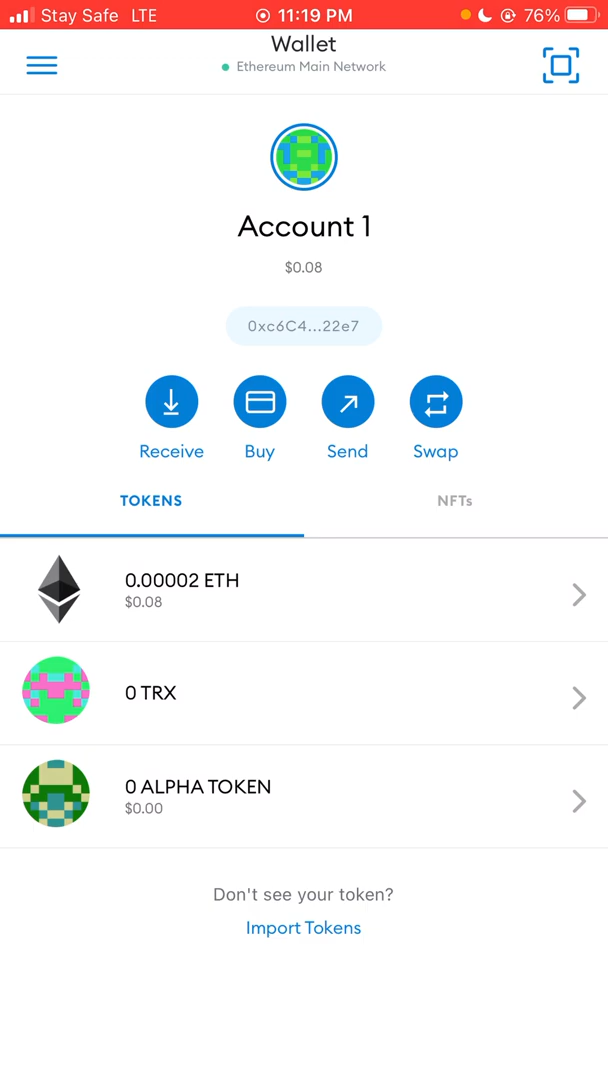 Stay Safe LTE 11:19 PM 76%
Wallet
Ethereum Main Network
Account 1
$0.08
0xc6C4...22e7
Receive Buy Send Swap
TOKENS NFTs
0.00002 ETH
$0.08
0 TRX
0 ALPHA TOKEN
$0.00
Don't see your token?
Import Tokens